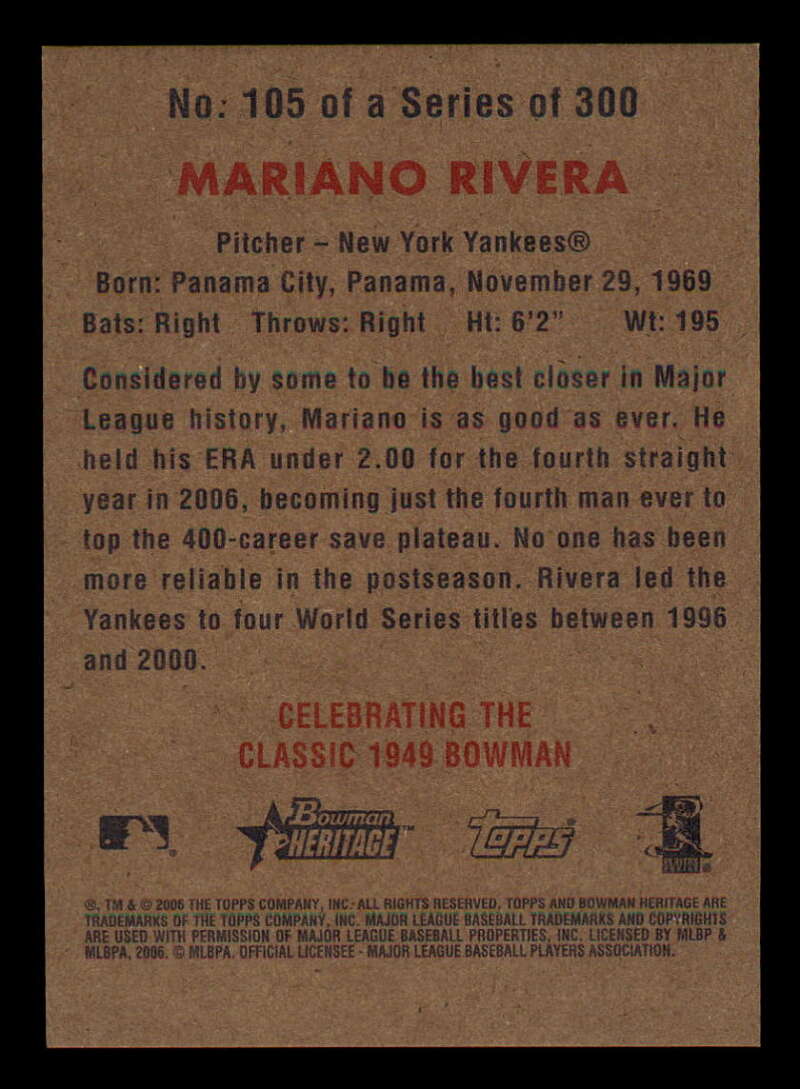 No: 105 of a Series of 300
MARIANO RIVERA
Pitcher – New York Yankees®
Born: Panama City, Panama, November 29, 1969
Bats: Right Throws: Right Ht: 6'2" Wt: 195
Considered by some to be the best closer in Major
League history, Mariano is as good as ever. He
held his ERA under 2.00 for the fourth straight
year in 2006, becoming just the fourth man ever to
top the 400-career save plateau. No one has been
more reliable in the postseason. Rivera led the
Yankees to four World Series titles between 1996
and 2000.
CELEBRATING THE
CLASSIC 1949 BOWMAN
Bowman HERITAGE™ Topps
®, TM & © 2006 THE TOPPS COMPANY, INC. ALL RIGHTS RESERVED. TOPPS AND BOWMAN HERITAGE ARE
TRADEMARKS OF THE TOPPS COMPANY, INC. MAJOR LEAGUE BASEBALL TRADEMARKS AND COPYRIGHTS
ARE USED WITH PERMISSION OF MAJOR LEAGUE BASEBALL PROPERTIES, INC. LICENSED BY MLBP &
MLBPA, 2006. © MLBPA. OFFICIAL LICENSEE - MAJOR LEAGUE BASEBALL PLAYERS ASSOCIATION.